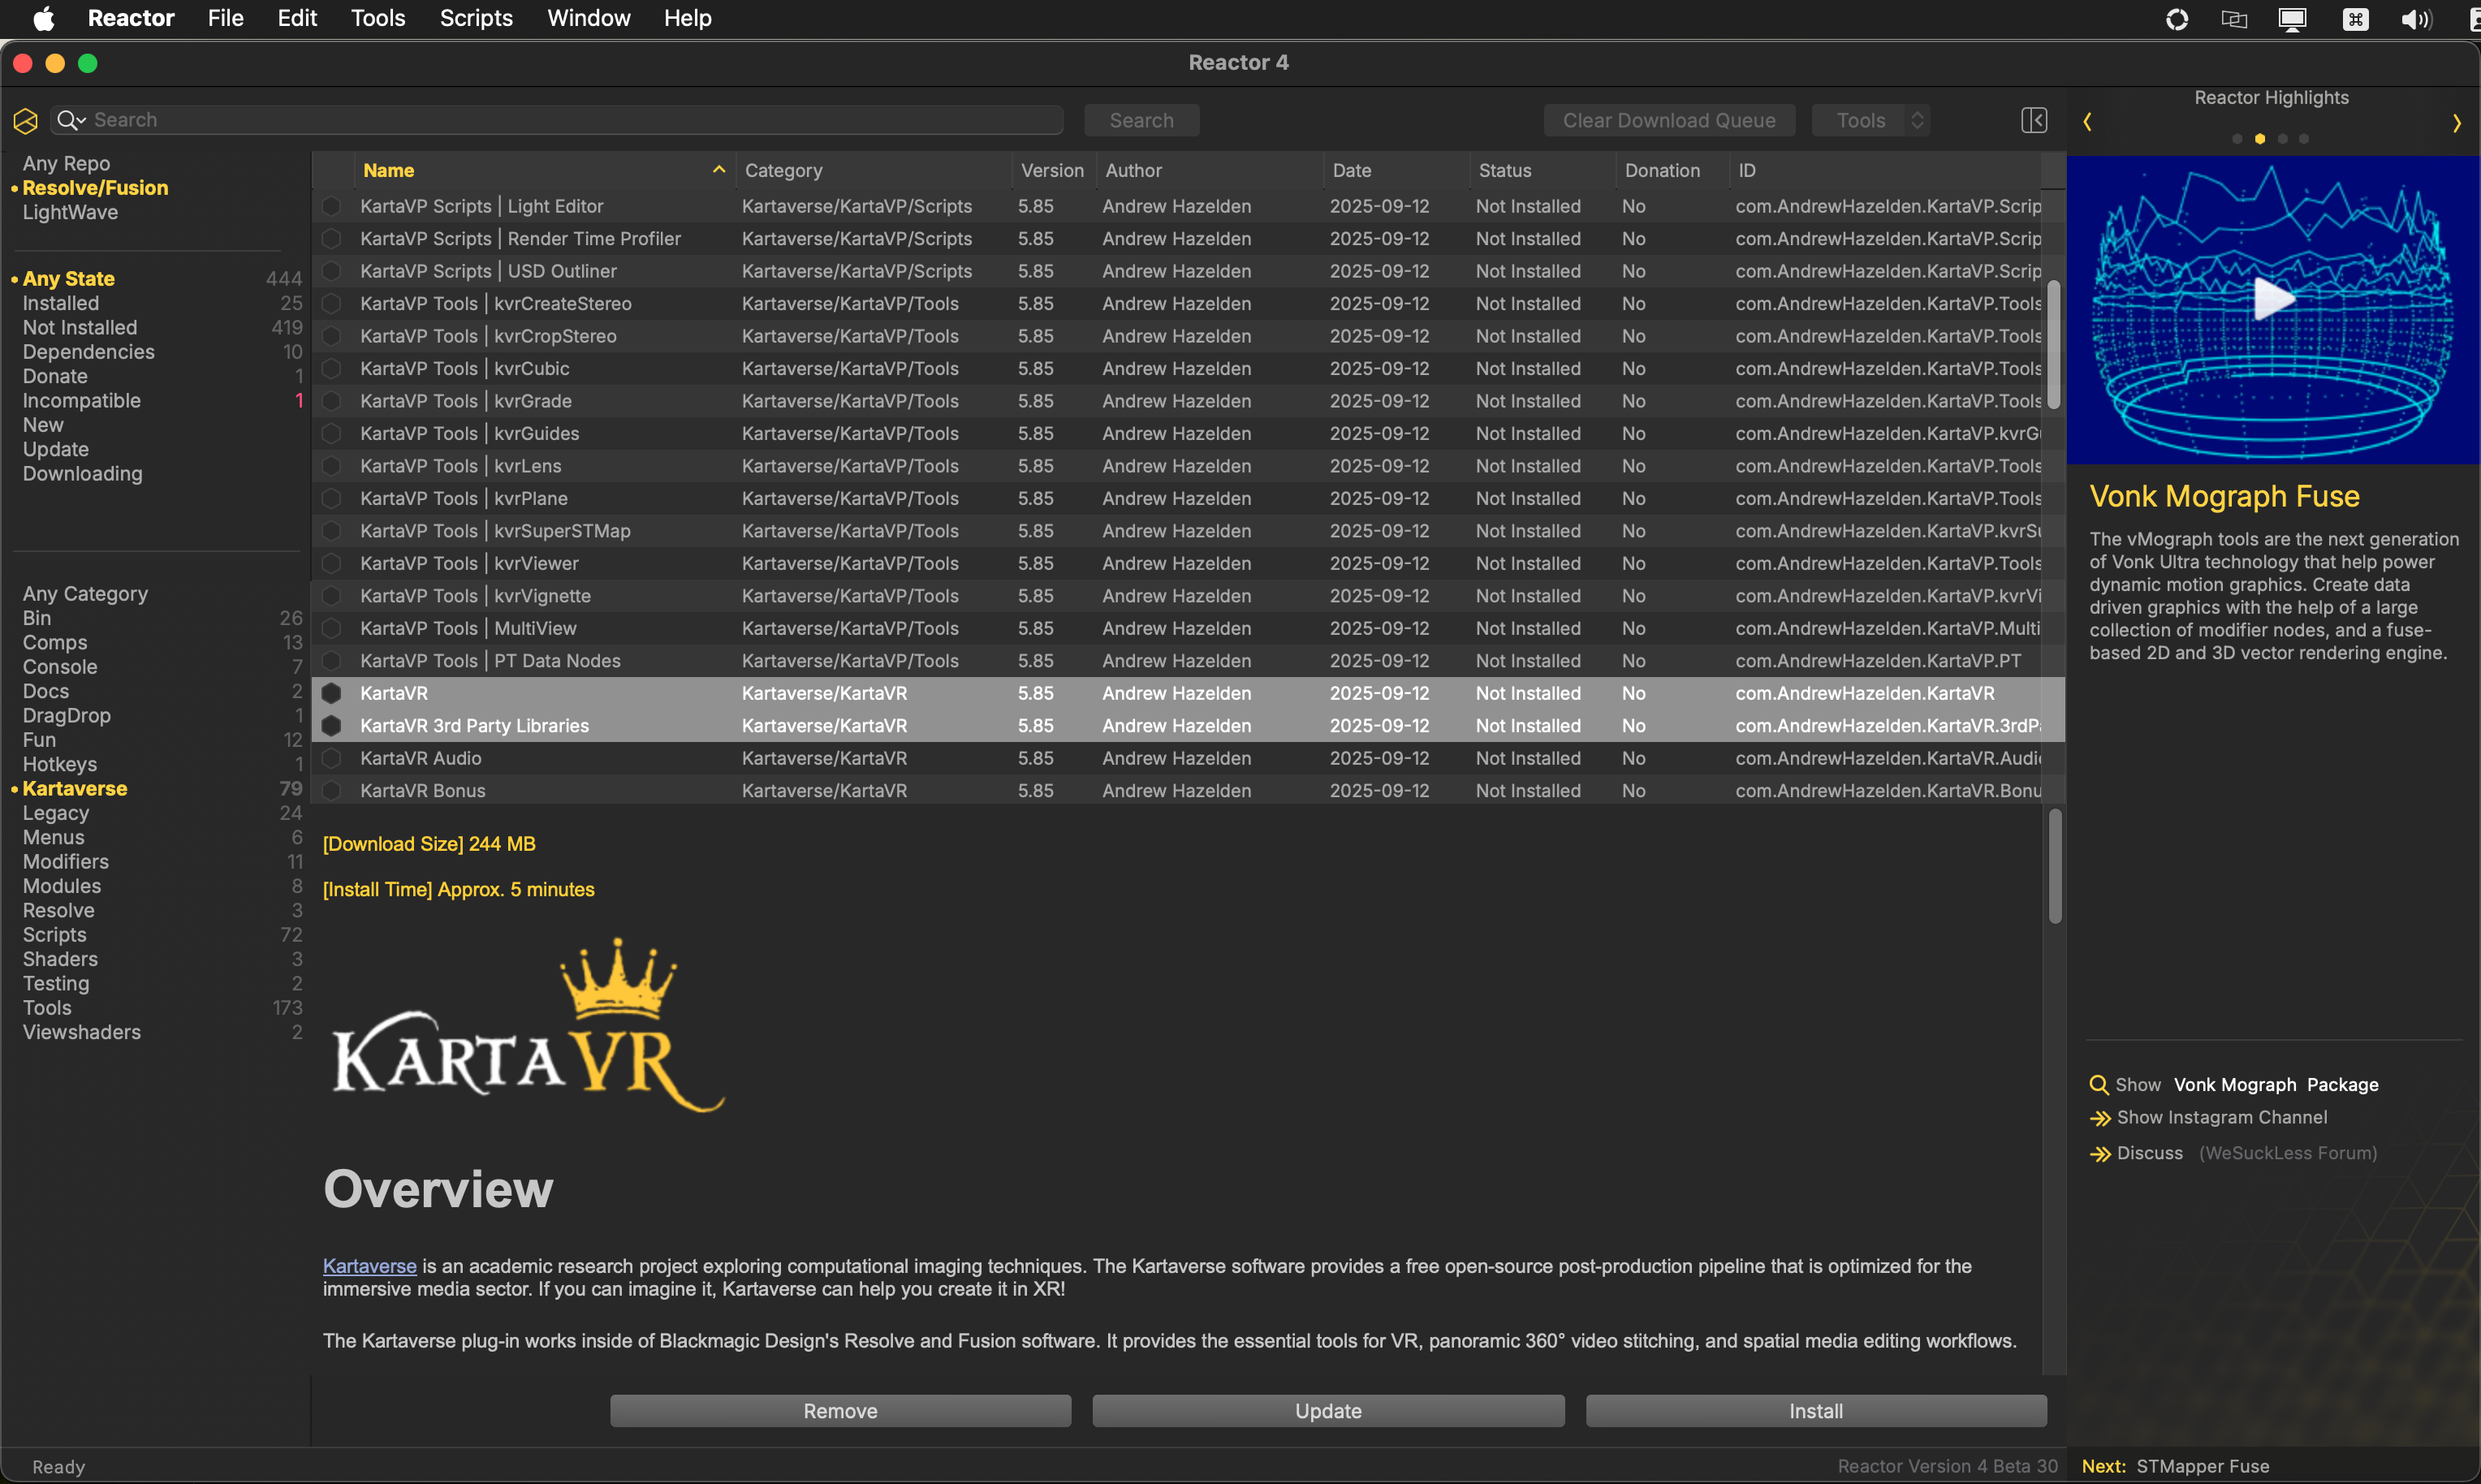 Reactor File Edit Tools Scripts Window Help
Reactor 4
Search Search Clear Download Queue Tools
Any Repo
Resolve/Fusion
LightWave
Any State 444
Installed 25
Not Installed 419
Dependencies 10
Donate 1
Incompatible 1
New
Update
Downloading
Any Category
Bin 26
Comps 13
Console 7
Docs 2
DragDrop 1
Fun 12
Hotkeys 1
Kartaverse 79
Legacy 24
Menus 6
Modifiers 11
Modules 8
Resolve 3
Scripts 72
Shaders 3
Testing 2
Tools 173
Viewshaders 2
Name Category Version Author Date Status Donation ID
KartaVP Scripts | Light Editor Kartaverse/KartaVP/Scripts 5.85 Andrew Hazelden 2025-09-12 Not Installed No com.AndrewHazelden.KartaVP.Scrip
KartaVP Scripts | Render Time Profiler Kartaverse/KartaVP/Scripts 5.85 Andrew Hazelden 2025-09-12 Not Installed No com.AndrewHazelden.KartaVP.Scrip
KartaVP Scripts | USD Outliner Kartaverse/KartaVP/Scripts 5.85 Andrew Hazelden 2025-09-12 Not Installed No com.AndrewHazelden.KartaVP.Scrip
KartaVP Tools | kvrCreateStereo Kartaverse/KartaVP/Tools 5.85 Andrew Hazelden 2025-09-12 Not Installed No com.AndrewHazelden.KartaVP.Tools
KartaVP Tools | kvrCropStereo Kartaverse/KartaVP/Tools 5.85 Andrew Hazelden 2025-09-12 Not Installed No com.AndrewHazelden.KartaVP.Tools
KartaVP Tools | kvrCubic Kartaverse/KartaVP/Tools 5.85 Andrew Hazelden 2025-09-12 Not Installed No com.AndrewHazelden.KartaVP.Tools
KartaVP Tools | kvrGrade Kartaverse/KartaVP/Tools 5.85 Andrew Hazelden 2025-09-12 Not Installed No com.AndrewHazelden.KartaVP.Tools
KartaVP Tools | kvrGuides Kartaverse/KartaVP/Tools 5.85 Andrew Hazelden 2025-09-12 Not Installed No com.AndrewHazelden.KartaVP.kvrG
KartaVP Tools | kvrLens Kartaverse/KartaVP/Tools 5.85 Andrew Hazelden 2025-09-12 Not Installed No com.AndrewHazelden.KartaVP.Tools
KartaVP Tools | kvrPlane Kartaverse/KartaVP/Tools 5.85 Andrew Hazelden 2025-09-12 Not Installed No com.AndrewHazelden.KartaVP.Tools
KartaVP Tools | kvrSuperSTMap Kartaverse/KartaVP/Tools 5.85 Andrew Hazelden 2025-09-12 Not Installed No com.AndrewHazelden.KartaVP.kvrSu
KartaVP Tools | kvrViewer Kartaverse/KartaVP/Tools 5.85 Andrew Hazelden 2025-09-12 Not Installed No com.AndrewHazelden.KartaVP.Tools
KartaVP Tools | kvrVignette Kartaverse/KartaVP/Tools 5.85 Andrew Hazelden 2025-09-12 Not Installed No com.AndrewHazelden.KartaVP.kvrVi
KartaVP Tools | MultiView Kartaverse/KartaVP/Tools 5.85 Andrew Hazelden 2025-09-12 Not Installed No com.AndrewHazelden.KartaVP.Multi
KartaVP Tools | PT Data Nodes Kartaverse/KartaVP/Tools 5.85 Andrew Hazelden 2025-09-12 Not Installed No com.AndrewHazelden.KartaVP.PT
KartaVR Kartaverse/KartaVR 5.85 Andrew Hazelden 2025-09-12 Not Installed No com.AndrewHazelden.KartaVR
KartaVR 3rd Party Libraries Kartaverse/KartaVR 5.85 Andrew Hazelden 2025-09-12 Not Installed No com.AndrewHazelden.KartaVR.3rdPa
KartaVR Audio Kartaverse/KartaVR 5.85 Andrew Hazelden 2025-09-12 Not Installed No com.AndrewHazelden.KartaVR.Audi
KartaVR Bonus Kartaverse/KartaVR 5.85 Andrew Hazelden 2025-09-12 Not Installed No com.AndrewHazelden.KartaVR.Bonu
[Download Size] 244 MB
[Install Time] Approx. 5 minutes
KARTAVR
Overview
Kartaverse is an academic research project exploring computational imaging techniques. The Kartaverse software provides a free open-source post-production pipeline that is optimized for the
immersive media sector. If you can imagine it, Kartaverse can help you create it in XR!
The Kartaverse plug-in works inside of Blackmagic Design's Resolve and Fusion software. It provides the essential tools for VR, panoramic 360° video stitching, and spatial media editing workflows.
Remove Update Install
Ready
Reactor Version 4 Beta 30
Reactor Highlights
Vonk Mograph Fuse
The vMograph tools are the next generation
of Vonk Ultra technology that help power
dynamic motion graphics. Create data
driven graphics with the help of a large
collection of modifier nodes, and a fuse-
based 2D and 3D vector rendering engine.
Show Vonk Mograph Package
Show Instagram Channel
Discuss (WeSuckLess Forum)
Next: STMapper Fuse